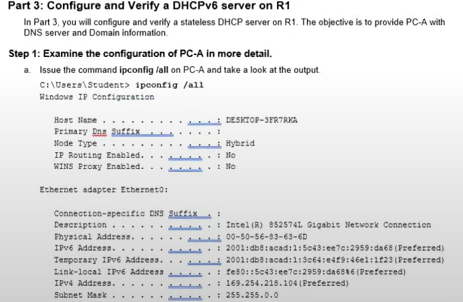 Part 3: Configure and Verify a DHCPv6 server on R1
In Part 3, you will configure and verify a stateless DHCP server on R1. The objective is to provide PC-A with
DNS server and Domain information.
Step 1: Examine the configuration of PC-A in more detail.
a. Issue the command ipconfig /all on PC-A and take a look at the output.
C:\Users\Student> ipconfig /all
Windows IP Configuration
Host Name . . . . . . . . . . . . : DESKTOP-3FR7RKA
Primary Dns Suffix . . . . . . . :
Node Type . . . . . . . . . . . . : Hybrid
IP Routing Enabled. . . . . . . . : No
WINS Proxy Enabled. . . . . . . . : No
Ethernet adapter Ethernet0:
Connection-specific DNS Suffix . :
Description . . . . . . . . . . . : Intel(R) 82574L Gigabit Network Connection
Physical Address. . . . . . . . . : 00-50-56-83-63-6D
IPv6 Address. . . . . . . . . . . : 2001:db8:acad:1:5c43:ee7c:2959:da68(Preferred)
Temporary IPv6 Address. . . . . . : 2001:db8:acad:1:3c64:e4f9:46e1:1f23(Preferred)
Link-local IPv6 Address . . . . . : fe80::5c43:ee7c:2959:da68%6(Preferred)
IPv4 Address. . . . . . . . . . . : 169.254.218.104(Preferred)
Subnet Mask . . . . . . . . . . . : 255.255.0.0